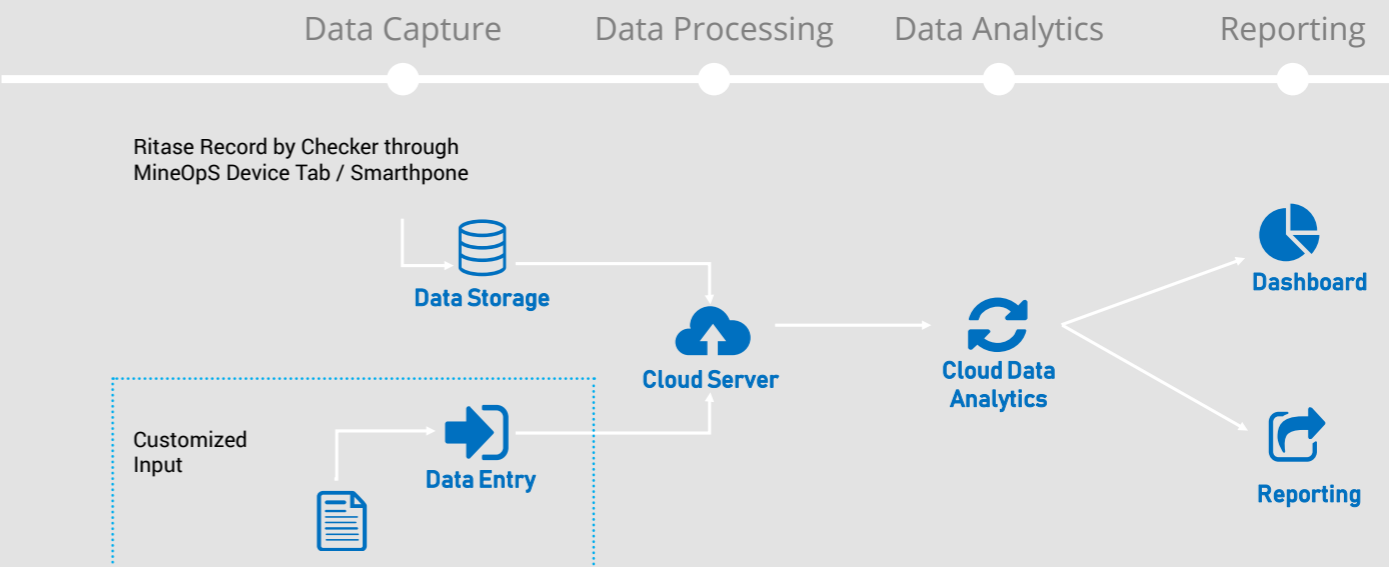 Data Capture
Data Processing
Data Analytics
Reporting
Ritase Record by Checker through
MineOpS Device Tab / Smarthpone
Data Storage
Dashboard
Cloud Server
Cloud Data
Analytics
Customized
Input
Data Entry
Reporting